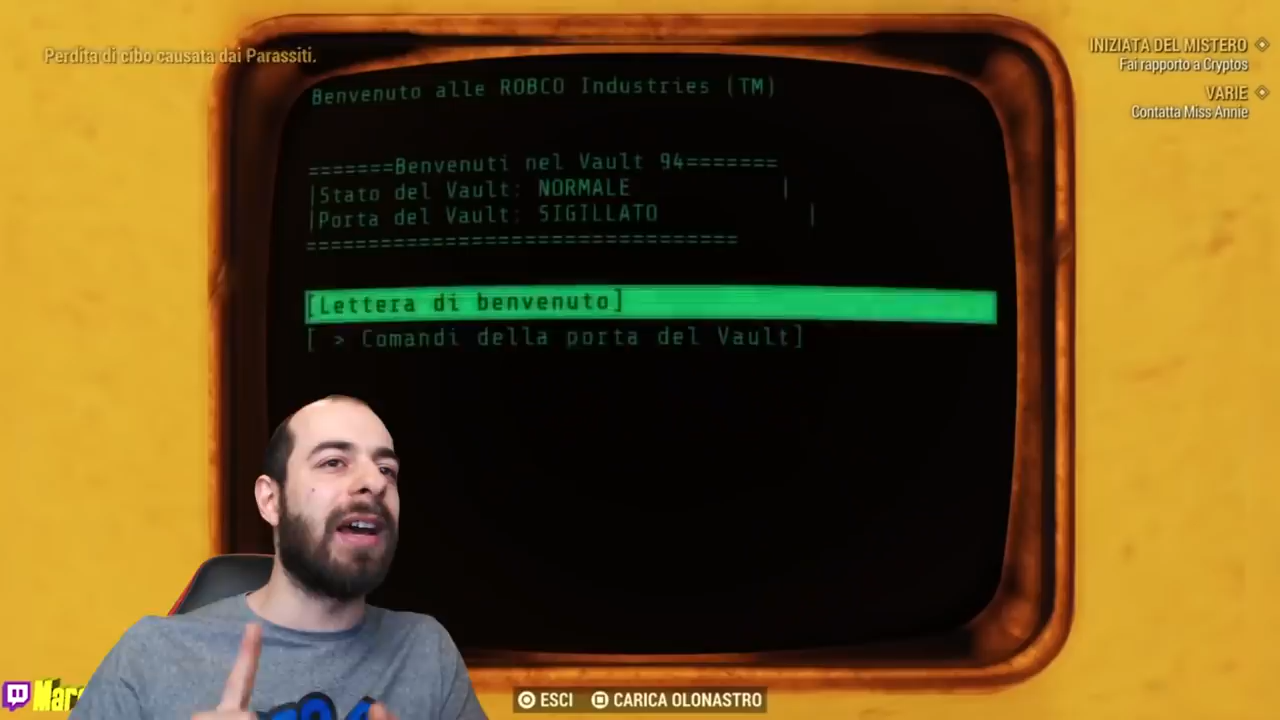 Perdita di cibo causata dai Parassiti.
INIZIATA DEL MISTERO
Fai rapporto a Cryptos
VARIE
Contatta Miss Annie
Benvenuto alle ROBCO Industries (TM)
=======Benvenuti nel Vault 94=======
|Stato del Vault: NORMALE |
|Porta del Vault: SIGILLATO |
==================================
[Lettera di benvenuto]
[ > Comandi della porta del Vault]
ESCI CARICA OLONASTRO